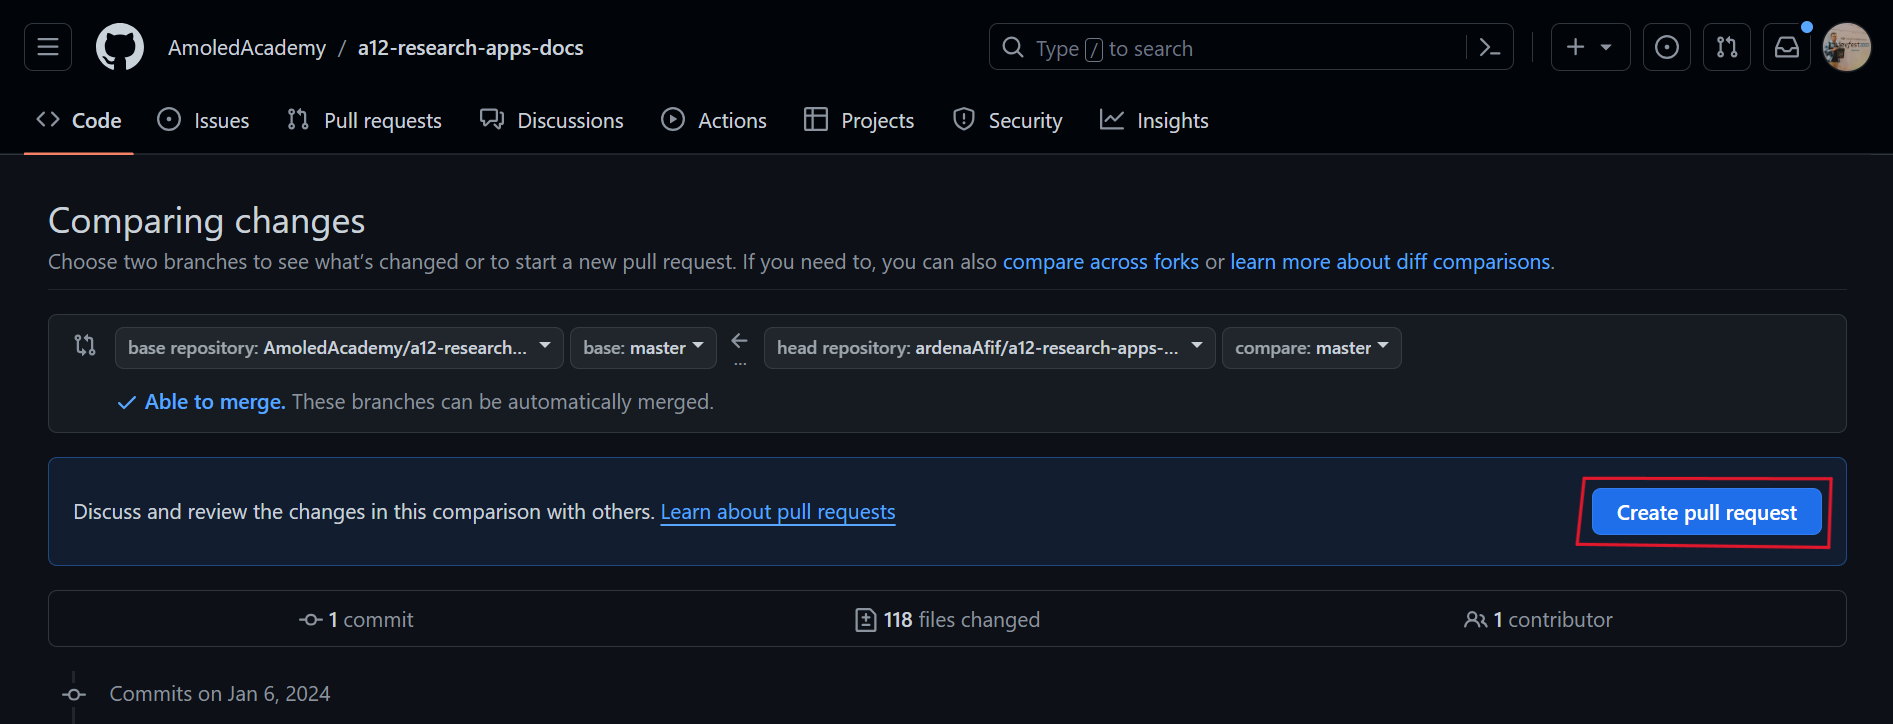 AmoledAcademy / a12-research-apps-docs
Type / to search
Code Issues Pull requests Discussions Actions Projects Security Insights
Comparing changes
Choose two branches to see what's changed or to start a new pull request. If you need to, you can also compare across forks or learn more about diff comparisons.
base repository: AmoledAcademy/a12-research... base: master ... head repository: ardenaAfif/a12-research-apps-... compare: master
Able to merge. These branches can be automatically merged.
Discuss and review the changes in this comparison with others. Learn about pull requests
Create pull request
1 commit 118 files changed 1 contributor
Commits on Jan 6, 2024